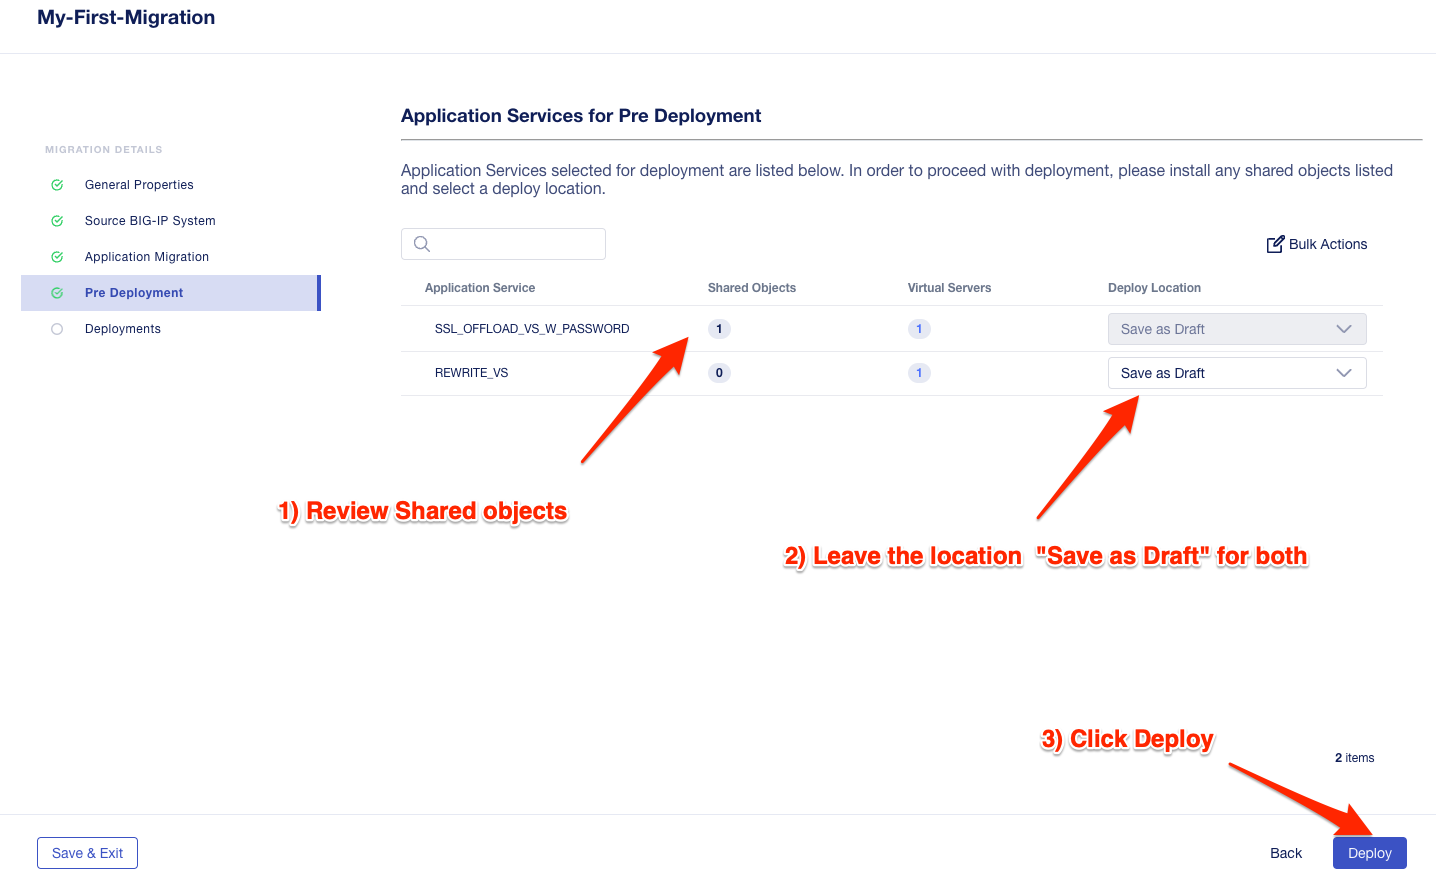 My-First-Migration
MIGRATION DETAILS
General Properties
Source BIG-IP System
Application Migration
Pre Deployment
Deployments
Application Services for Pre Deployment
Application Services selected for deployment are listed below. In order to proceed with deployment, please install any shared objects listed
and select a deploy location.
Bulk Actions
Application Service Shared Objects Virtual Servers Deploy Location
SSL_OFFLOAD_VS_W_PASSWORD 1 1 Save as Draft
REWRITE_VS 0 1 Save as Draft
1) Review Shared objects
2) Leave the location "Save as Draft" for both
3) Click Deploy
2 items
Save & Exit Back Deploy